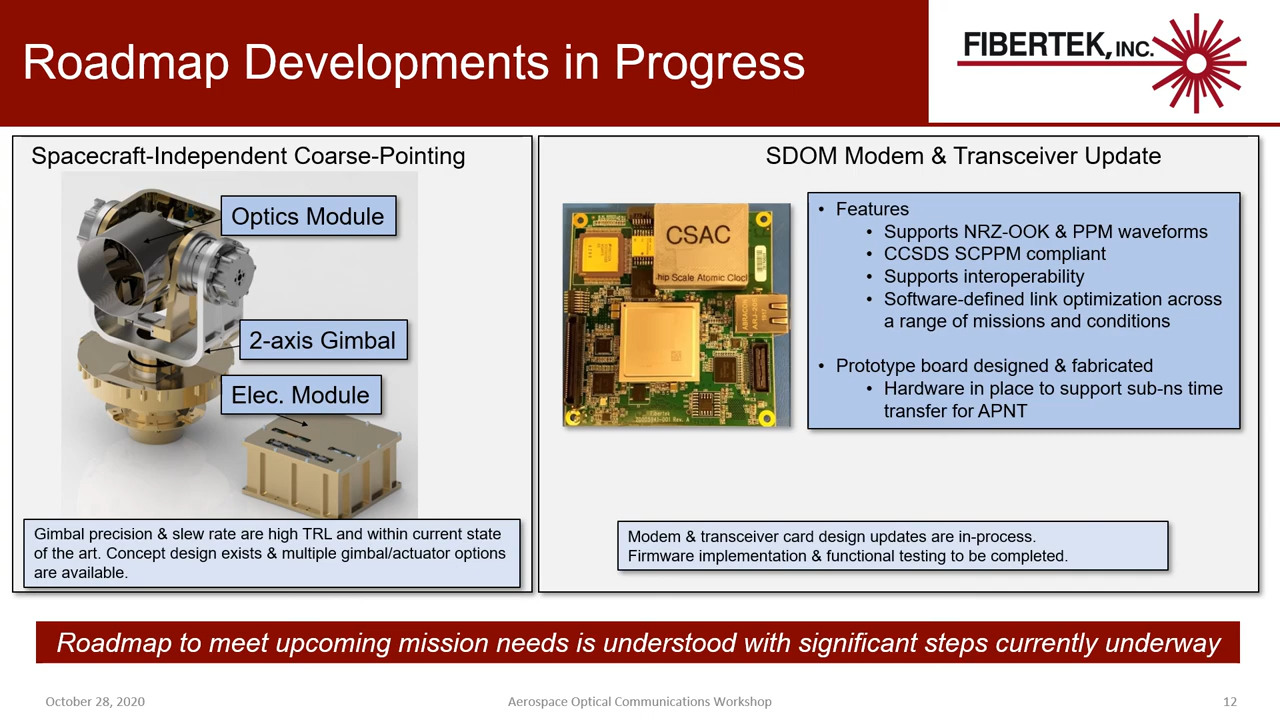 Roadmap Developments in Progress
FIBERTEK, INC.
Spacecraft-Independent Coarse-Pointing
Optics Module
2-axis Gimbal
Elec. Module
Gimbal precision & slew rate are high TRL and within current state
of the art. Concept design exists & multiple gimbal/actuator options
are available.
SDOM Modem & Transceiver Update
CSAC
hip Scale Atomic Cloc
• Features
• Supports NRZ-OOK & PPM waveforms
• CCSDS SCPPM compliant
• Supports interoperability
• Software-defined link optimization across
a range of missions and conditions
• Prototype board designed & fabricated
• Hardware in place to support sub-ns time
transfer for APNT
Modem & transceiver card design updates are in-process.
Firmware implementation & functional testing to be completed.
Roadmap to meet upcoming mission needs is understood with significant steps currently underway
October 28, 2020
Aerospace Optical Communications Workshop
12